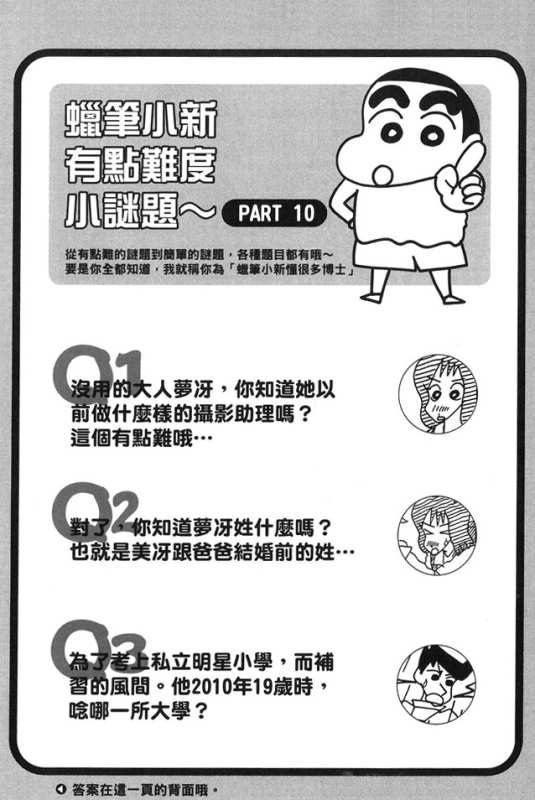 蠟筆小新
有點難度
小謎題～ PART 10
從有點難的謎題到簡單的謎題，各種題目都有哦～
要是你全都知道，我就稱你為「蠟筆小新懂很多博士」
Q1
沒用的大人夢冴，你知道她以
前做什麼樣的攝影助理嗎？
這個有點難哦…
Q2
對了，你知道夢冴姓什麼嗎？
也就是美冴跟爸爸結婚前的姓…
Q3
為了考上私立明星小學，而補
習的風間。他2010年19歲時，
唸哪一所大學？
答案在這一頁的背面哦。